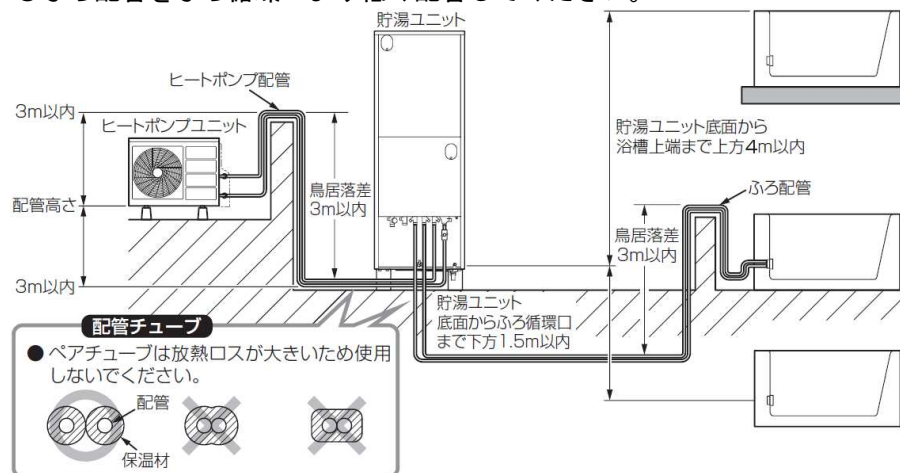 貯湯ユニット
ヒートポンプ配管
3m以内
ヒートポンプユニット
配管高さ
3m以内
鳥居落差
3m以内
貯湯ユニット底面から
浴槽上端まで上方4m以内
ふろ配管
鳥居落差
3m以内
貯湯ユニット
底面からふろ循環口
まで下方1.5m以内
配管チューブ
● ペアチューブは放熱ロスが大きいため使用
しないでください。
配管
保温材